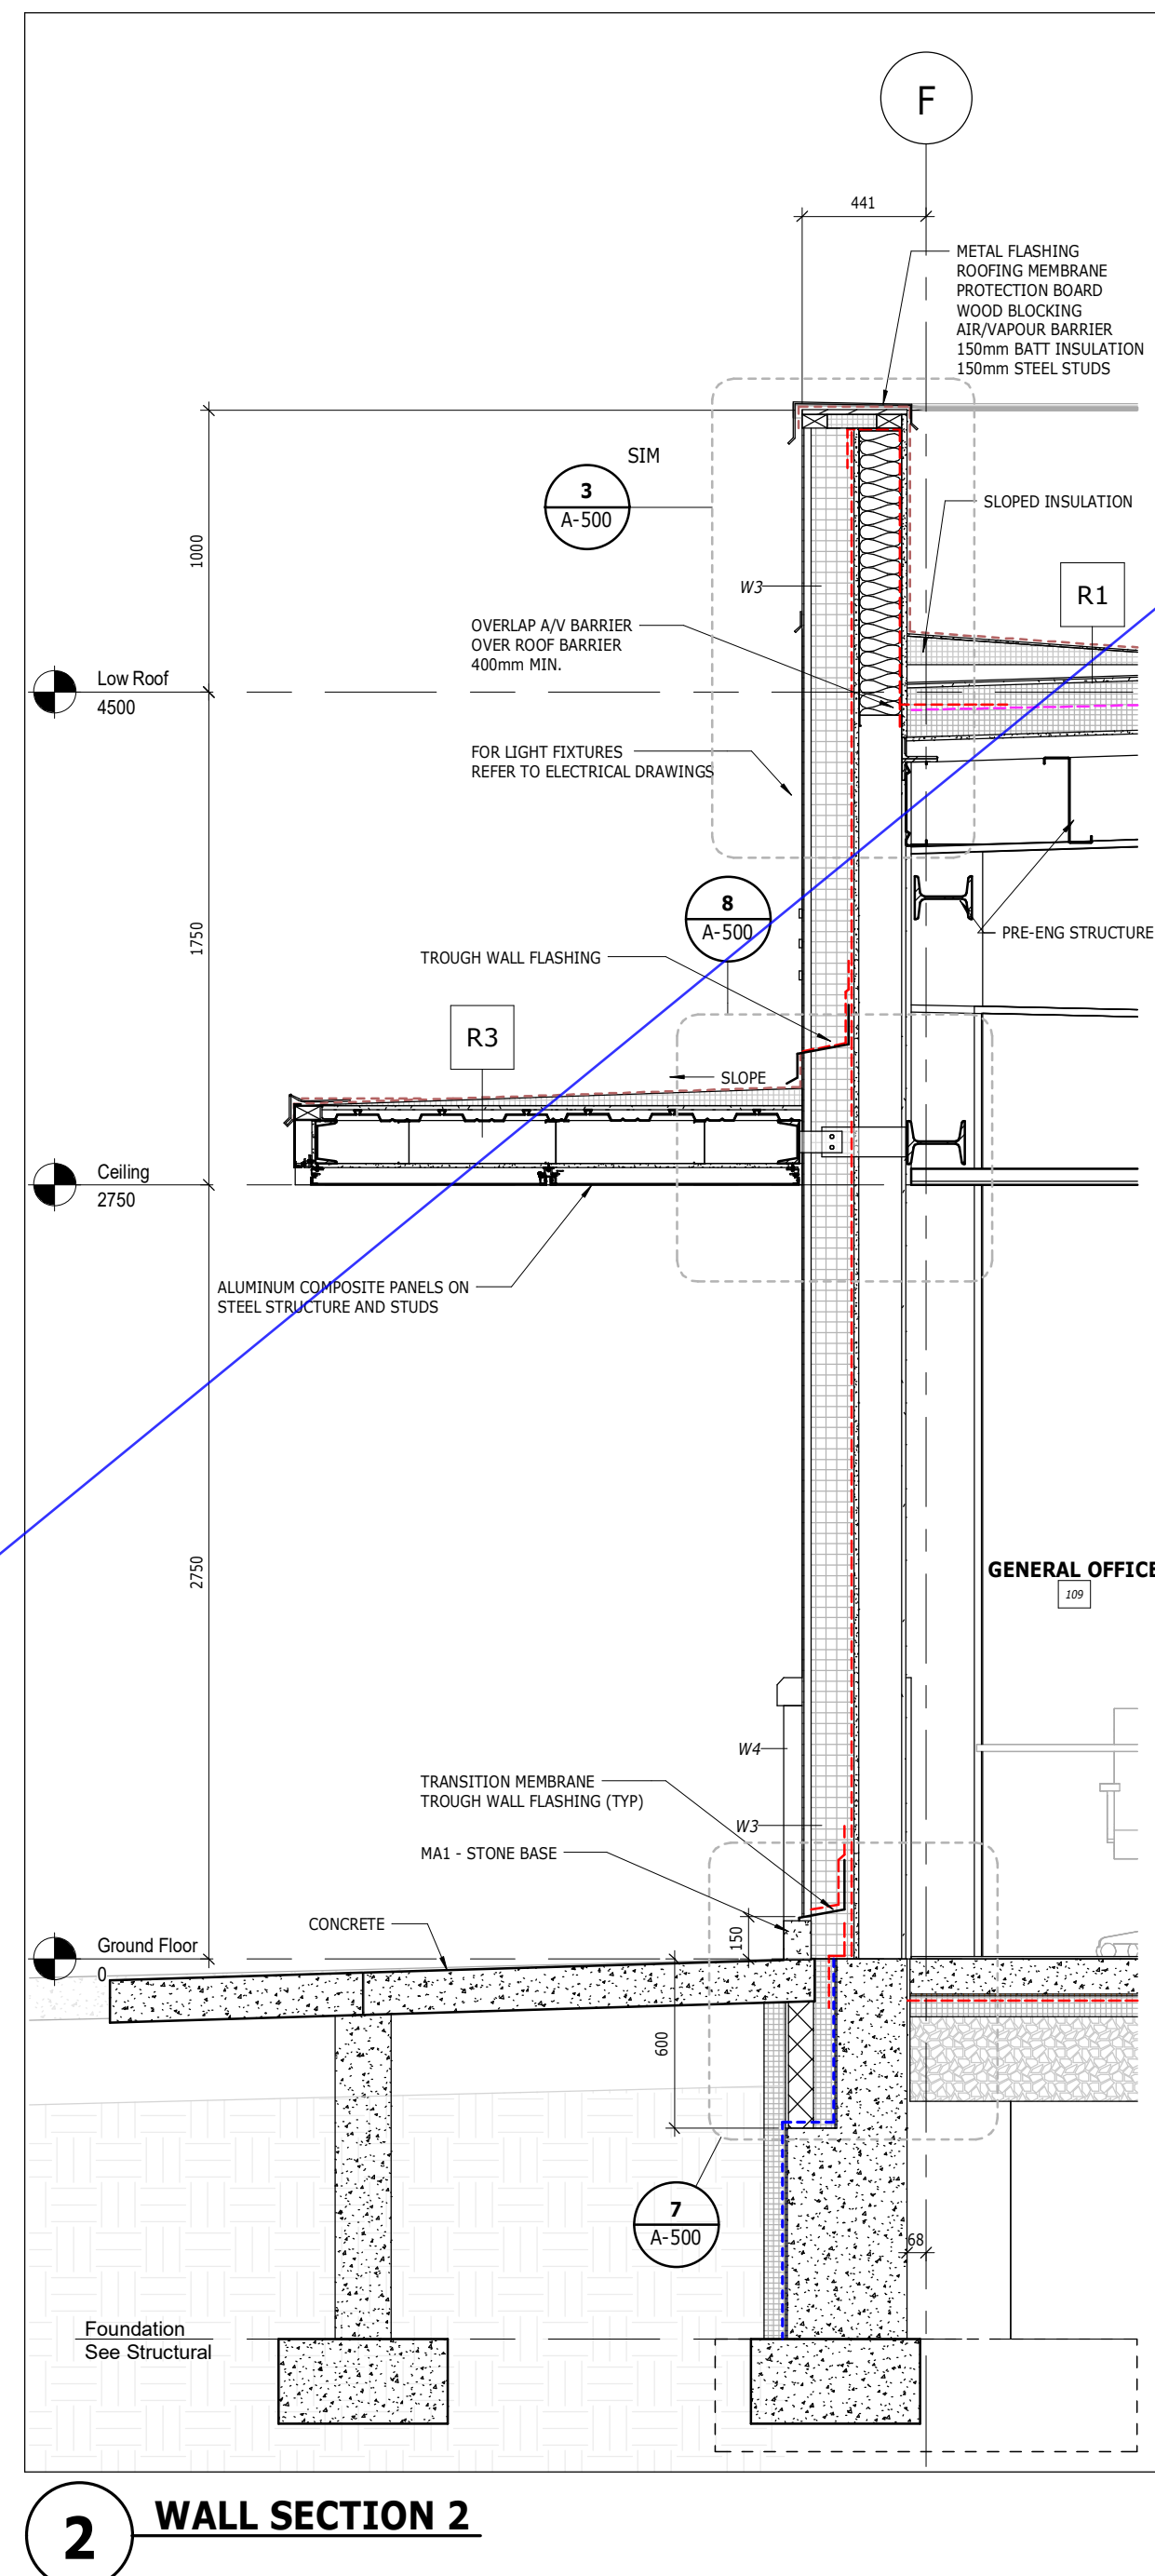 F
441
METAL FLASHING
ROOFING MEMBRANE
PROTECTION BOARD
WOOD BLOCKING
AIR/VAPOUR BARRIER
150mm BATT INSULATION
150mm STEEL STUDS
SIM
3
A-500
SLOPED INSULATION
1000
W3
R1
OVERLAP A/V BARRIER
OVER ROOF BARRIER
400mm MIN.
Low Roof
4500
FOR LIGHT FIXTURES
REFER TO ELECTRICAL DRAWINGS
8
A-500
PRE-ENG STRUCTURE
1750
TROUGH WALL FLASHING
R3
SLOPE
Ceiling
2750
ALUMINUM COMPOSITE PANELS ON
STEEL STRUCTURE AND STUDS
2750
GENERAL OFFICE
109
W4
TRANSITION MEMBRANE
TROUGH WALL FLASHING (TYP)
W3
MA1 - STONE BASE
CONCRETE
150
Ground Floor
0
600
7
A-500
68
Foundation
See Structural
2
WALL SECTION 2